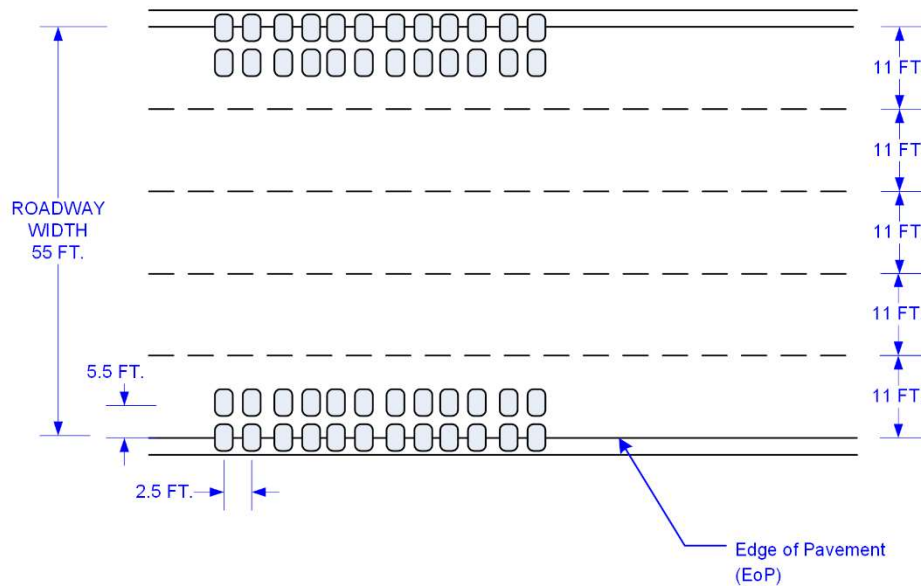 11 FT.
11 FT.
ROADWAY
WIDTH
55 FT.
11 FT.
11 FT.
5.5 FT.
11 FT.
2.5 FT.
Edge of Pavement
(EoP)